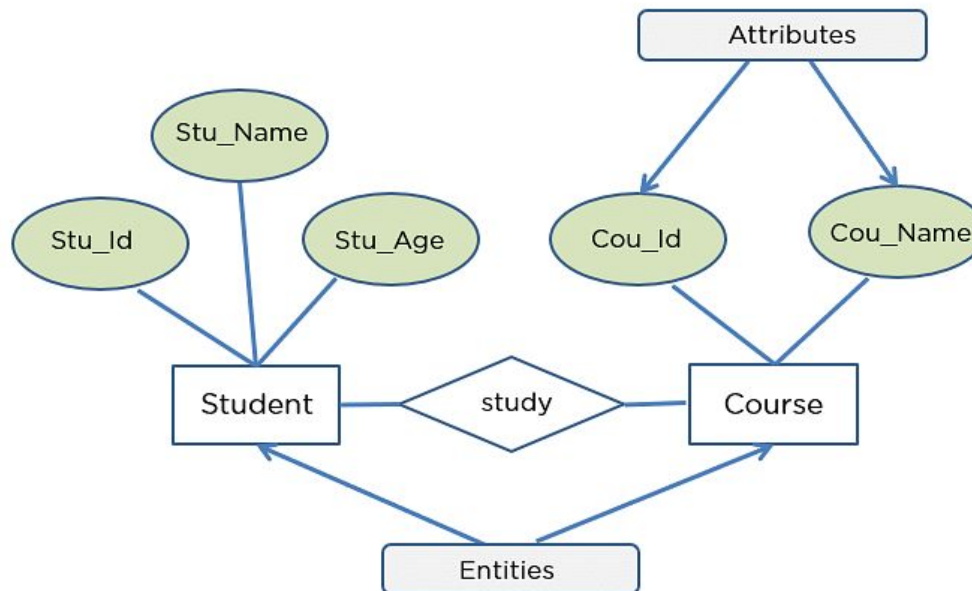 Attributes
Stu_Name
Stu_Id
Stu_Age
Cou_Id
Cou_Name
Student
study
Course
Entities